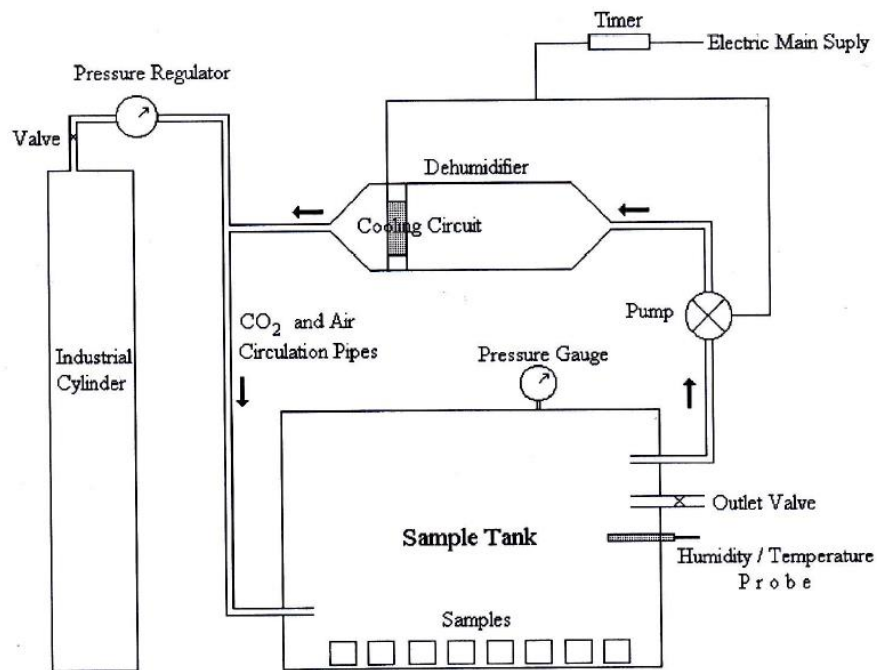 Timer
Electric Main Suply
Pressure Regulator
Valve
Dehumidifier
Cooling Circuit
CO₂ and Air
Circulation Pipes
Pump
Pressure Gauge
Industrial
Cylinder
Outlet Valve
Sample Tank
Humidity / Temperature
P r o b e
Samples